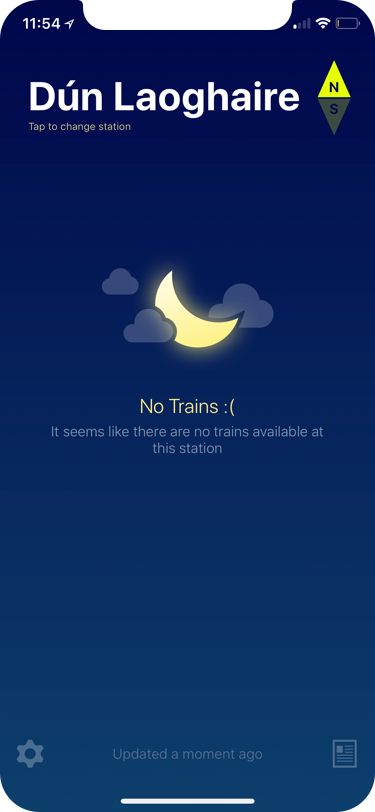 11:54
Dún Laoghaire
Tap to change station
N
S
No Trains :(
It seems like there are no trains available at
this station
Updated a moment ago